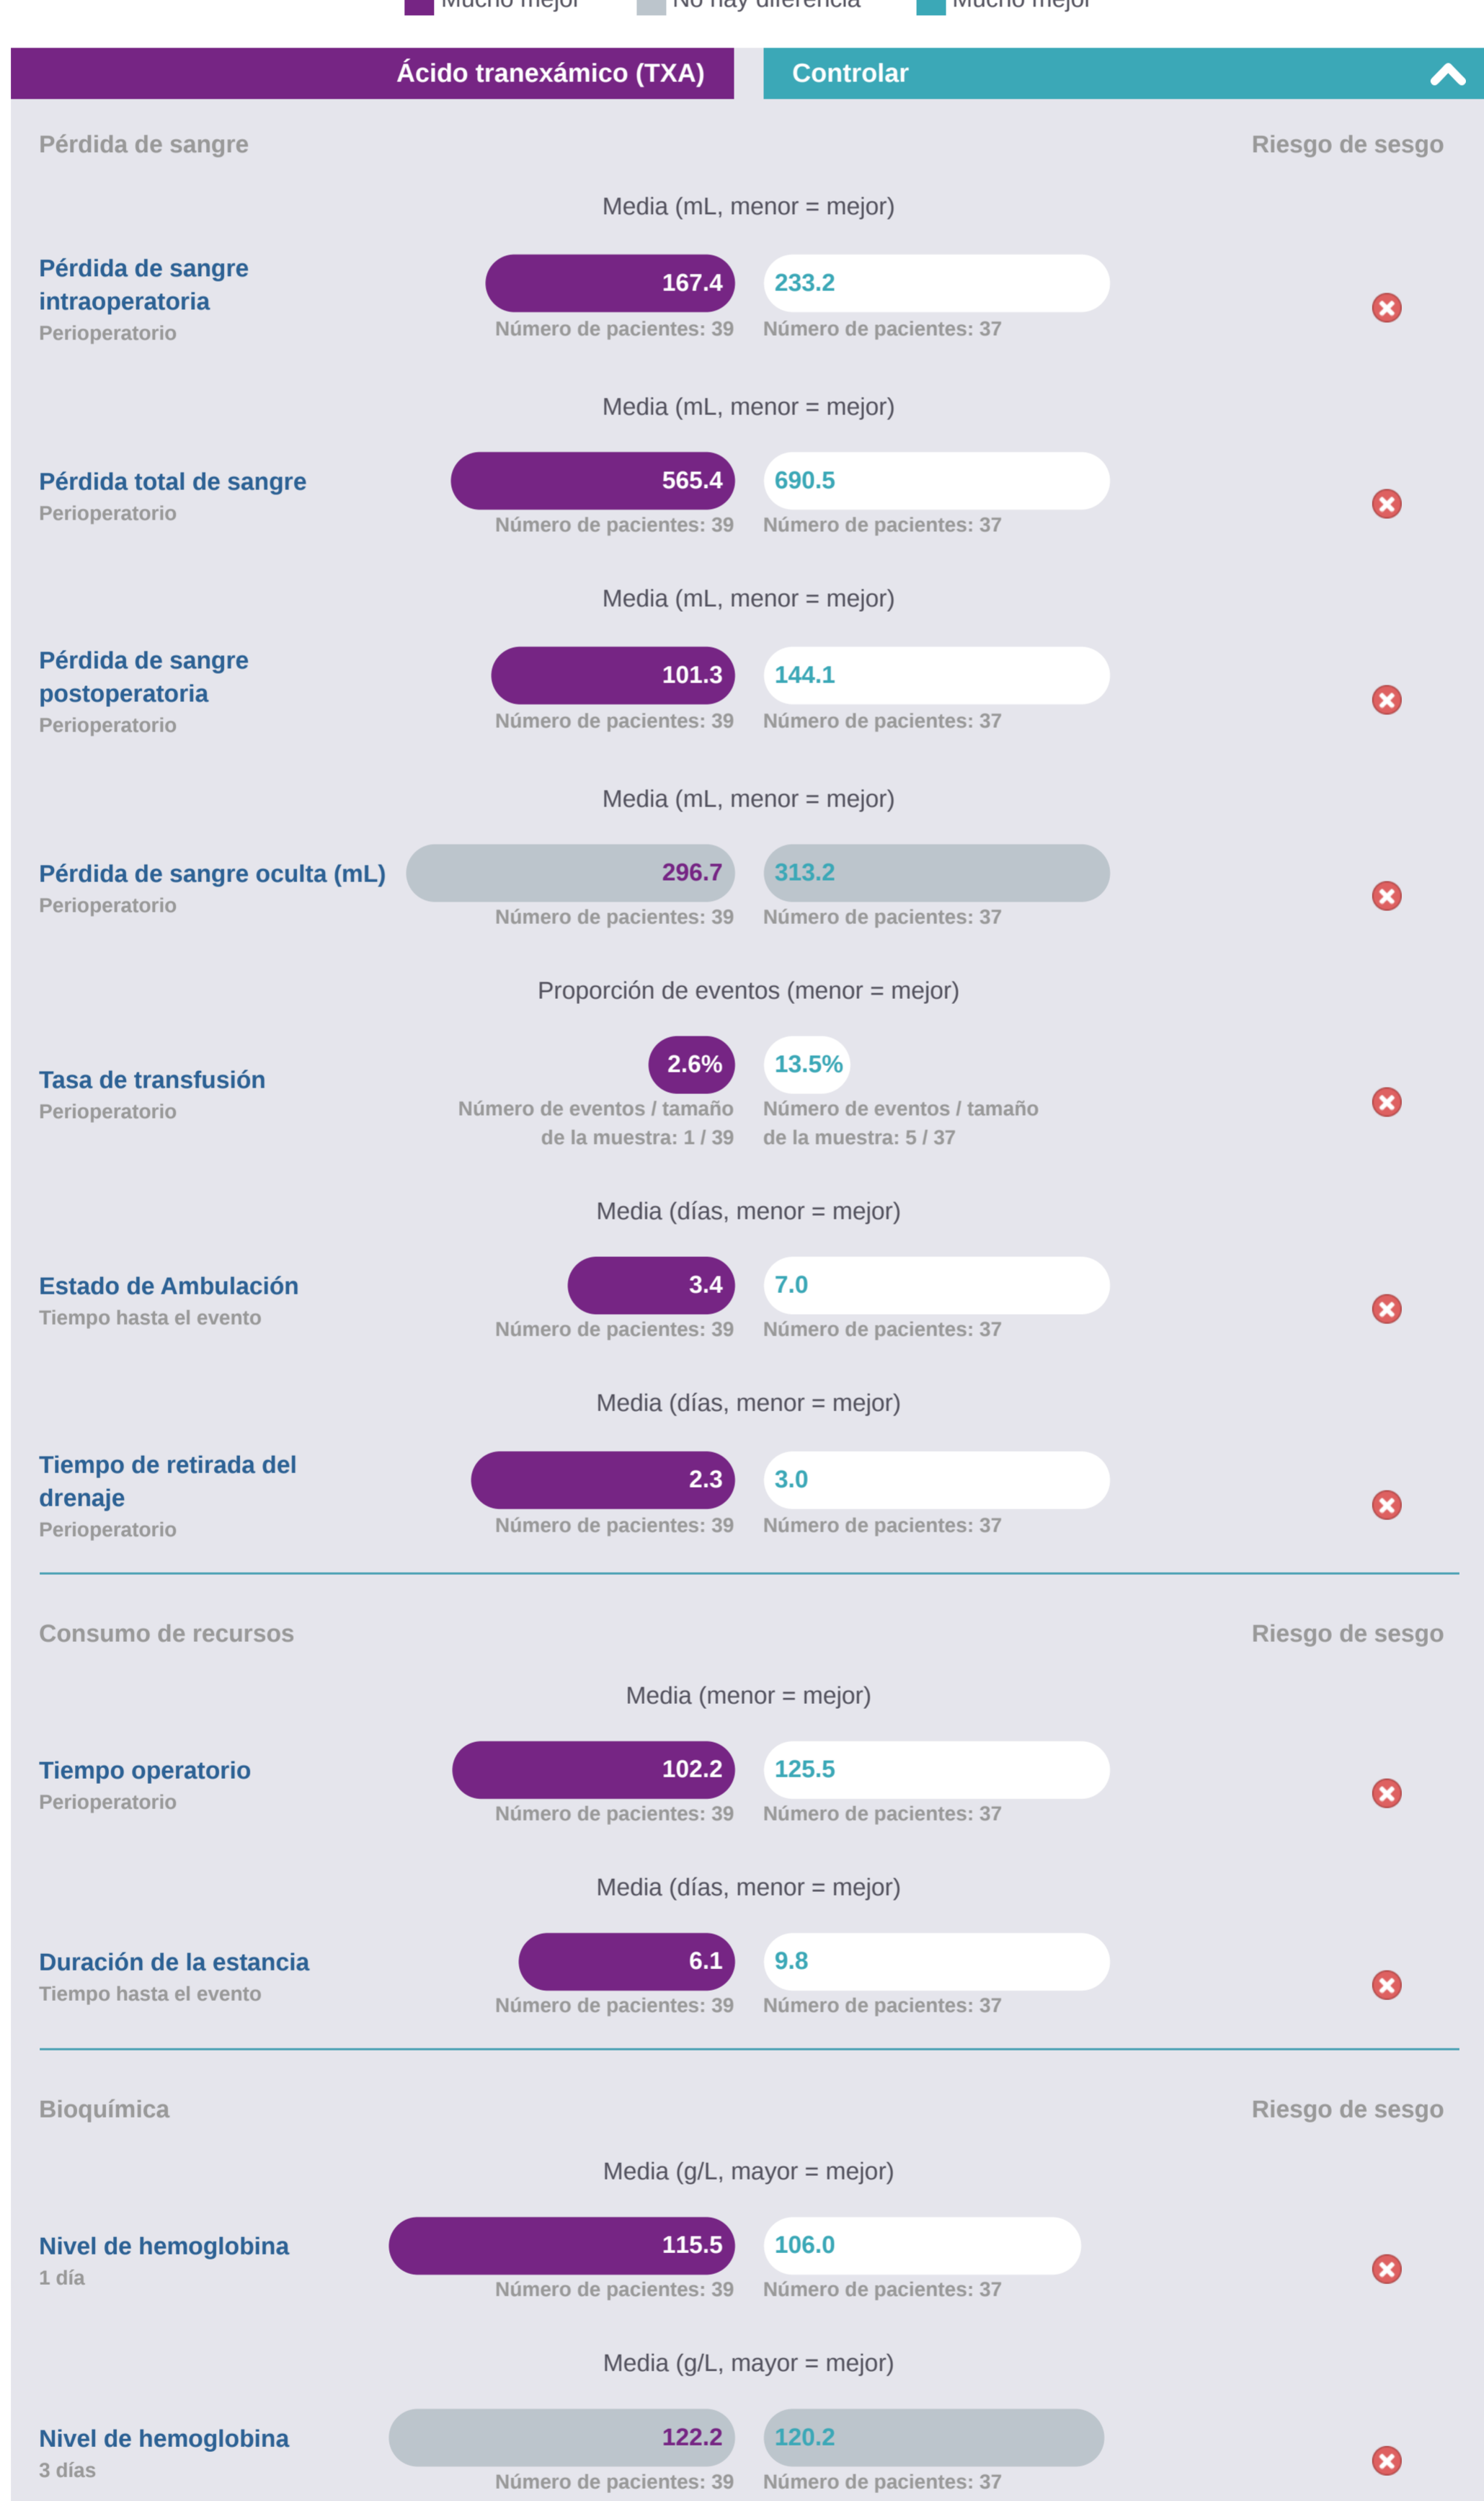 Mucho mejor No hay diferencia Mucho mejor
Ácido tranexámico (TXA) Controlar
Pérdida de sangre Riesgo de sesgo
Media (mL, menor = mejor)
Pérdida de sangre
intraoperatoria
Perioperatorio
167.4 233.2
Número de pacientes: 39 Número de pacientes: 37
Media (mL, menor = mejor)
Pérdida total de sangre
Perioperatorio
565.4 690.5
Número de pacientes: 39 Número de pacientes: 37
Media (mL, menor = mejor)
Pérdida de sangre
postoperatoria
Perioperatorio
101.3 144.1
Número de pacientes: 39 Número de pacientes: 37
Media (mL, menor = mejor)
Pérdida de sangre oculta (mL)
Perioperatorio
296.7 313.2
Número de pacientes: 39 Número de pacientes: 37
Proporción de eventos (menor = mejor)
Tasa de transfusión
Perioperatorio
2.6% 13.5%
Número de eventos / tamaño Número de eventos / tamaño
de la muestra: 1 / 39 de la muestra: 5 / 37
Media (días, menor = mejor)
Estado de Ambulación
Tiempo hasta el evento
3.4 7.0
Número de pacientes: 39 Número de pacientes: 37
Media (días, menor = mejor)
Tiempo de retirada del
drenaje
Perioperatorio
2.3 3.0
Número de pacientes: 39 Número de pacientes: 37
Consumo de recursos Riesgo de sesgo
Media (menor = mejor)
Tiempo operatorio
Perioperatorio
102.2 125.5
Número de pacientes: 39 Número de pacientes: 37
Media (días, menor = mejor)
Duración de la estancia
Tiempo hasta el evento
6.1 9.8
Número de pacientes: 39 Número de pacientes: 37
Bioquímica Riesgo de sesgo
Media (g/L, mayor = mejor)
Nivel de hemoglobina
1 día
115.5 106.0
Número de pacientes: 39 Número de pacientes: 37
Media (g/L, mayor = mejor)
Nivel de hemoglobina
3 días
122.2 120.2
Número de pacientes: 39 Número de pacientes: 37